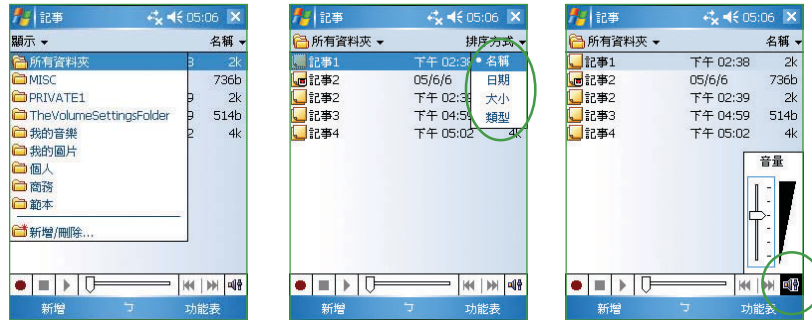 記事 05:06
顯示 名稱
所有資料夾 8 2k
MISC 736b
PRIVATE1 9 2k
TheVolumeSettingsFolder 9 514b
我的音樂 2 4k
我的圖片
個人
商務
範本
新增/刪除...
新增 ㄅ 功能表
記事 05:06
所有資料夾 排序方式
記事1 下午 02:38 名稱
記事2 05/6/6 日期
記事2 下午 02:39 大小
記事3 下午 04:59 類型
記事4 下午 05:02 4k
新增 ㄅ 功能表
記事 05:06
所有資料夾 名稱
記事1 下午 02:38 2k
記事2 05/6/6 736b
記事2 下午 02:39 2k
記事3 下午 04:59 514b
記事4 下午 05:02 4k
音量
新增 ㄅ 功能表